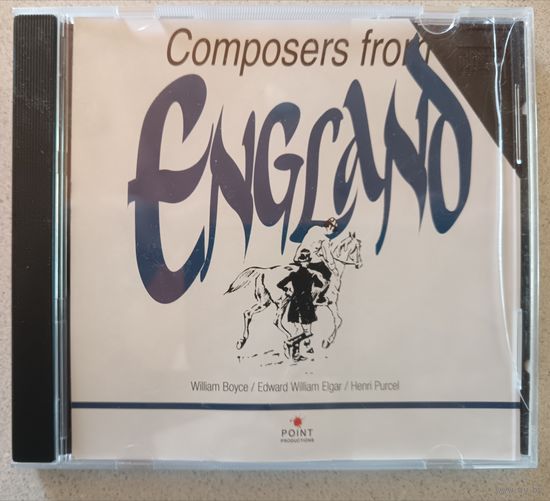 Composers from
ENGLAND
William Boyce / Edward William Elgar / Henri Purcel
POINT
PRODUCTIONS